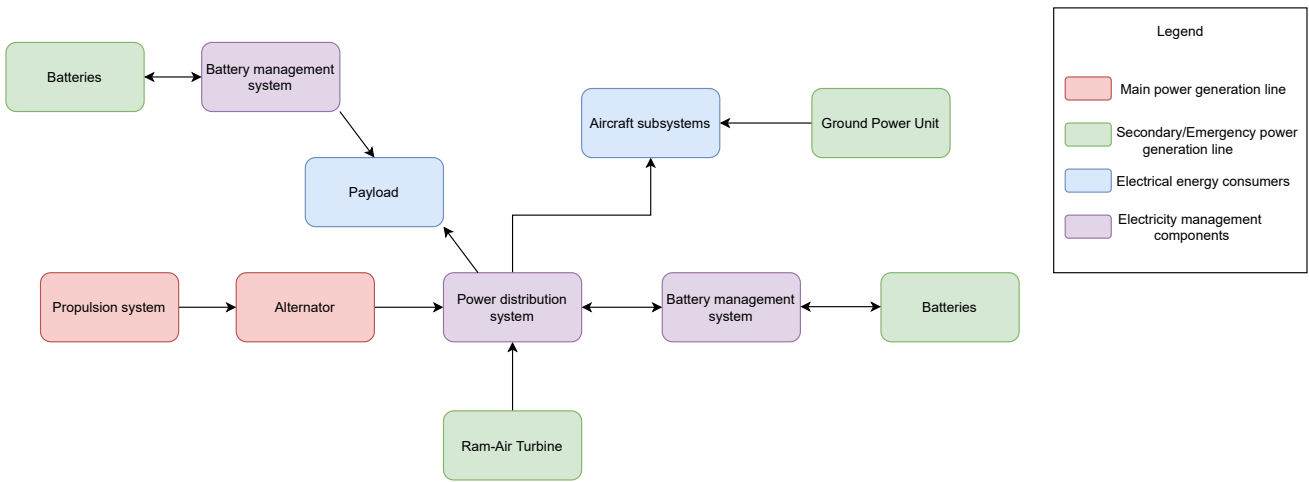 Legend
Batteries
Battery management
system
Main power generation line
Aircraft subsystems
Ground Power Unit
Secondary/Emergency power
generation line
Payload
Electrical energy consumers
Electricity management
components
Propulsion system
Alternator
Power distribution
system
Battery management
system
Batteries
Ram-Air Turbine